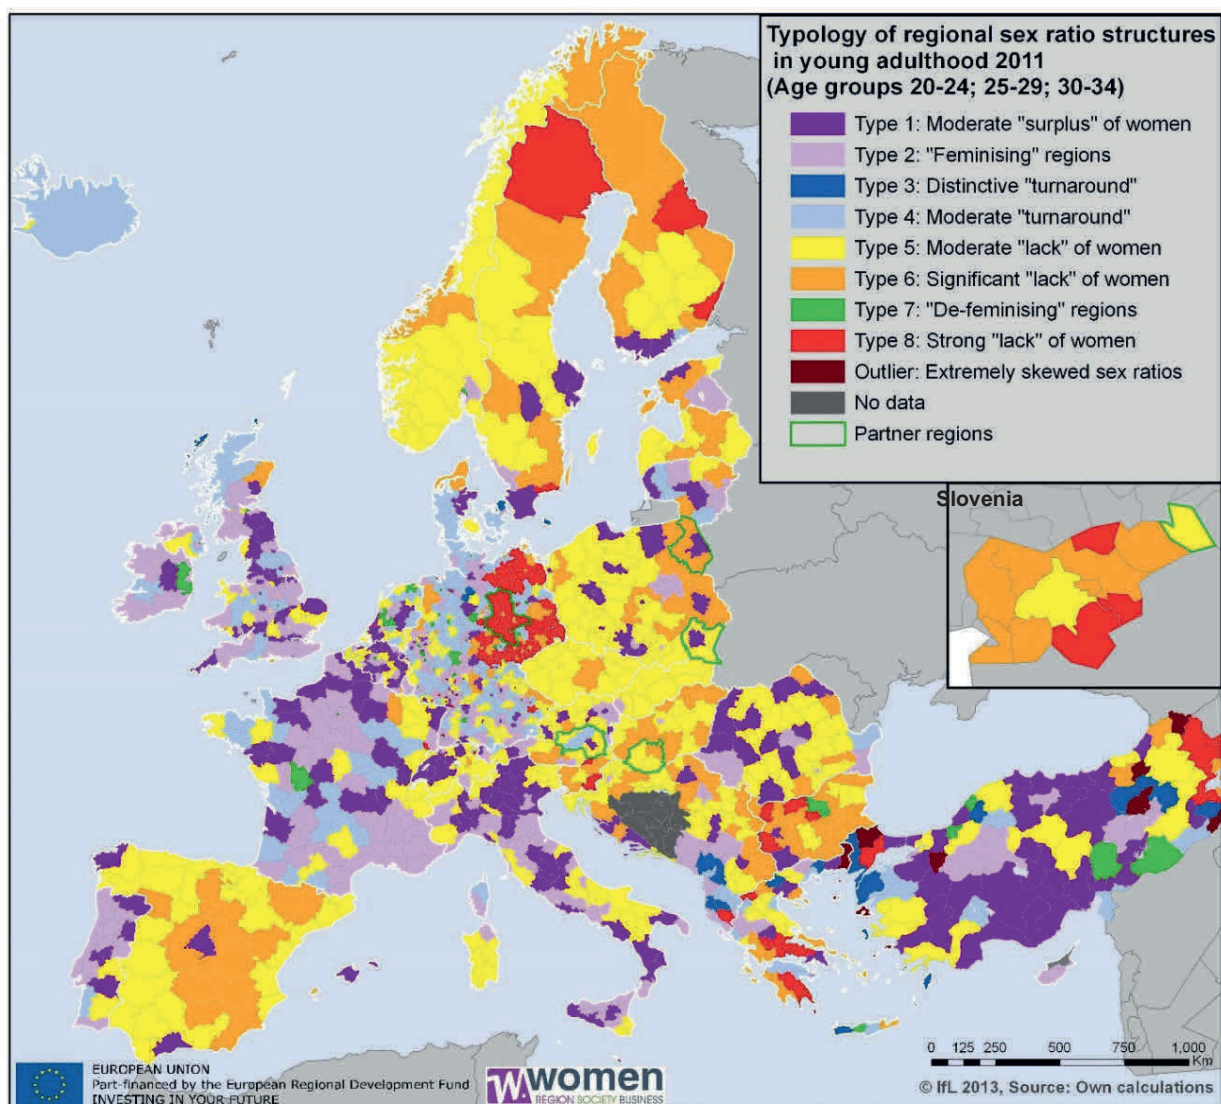 Typology of regional sex ratio structures
in young adulthood 2011
(Age groups 20-24; 25-29; 30-34)
Type 1: Moderate "surplus" of women
Type 2: "Feminising" regions
Type 3: Distinctive "turnaround"
Type 4: Moderate "turnaround"
Type 5: Moderate "lack" of women
Type 6: Significant "lack" of women
Type 7: "De-feminising" regions
Type 8: Strong "lack" of women
Outlier: Extremely skewed sex ratios
No data
Partner regions
Slovenia
0 125 250 500 750 1,000
Km
© IfL 2013, Source: Own calculations
EUROPEAN UNION
Part-financed by the European Regional Development Fund
INVESTING IN YOUR FUTURE
W. women
REGION SOCIETY BUSINESS